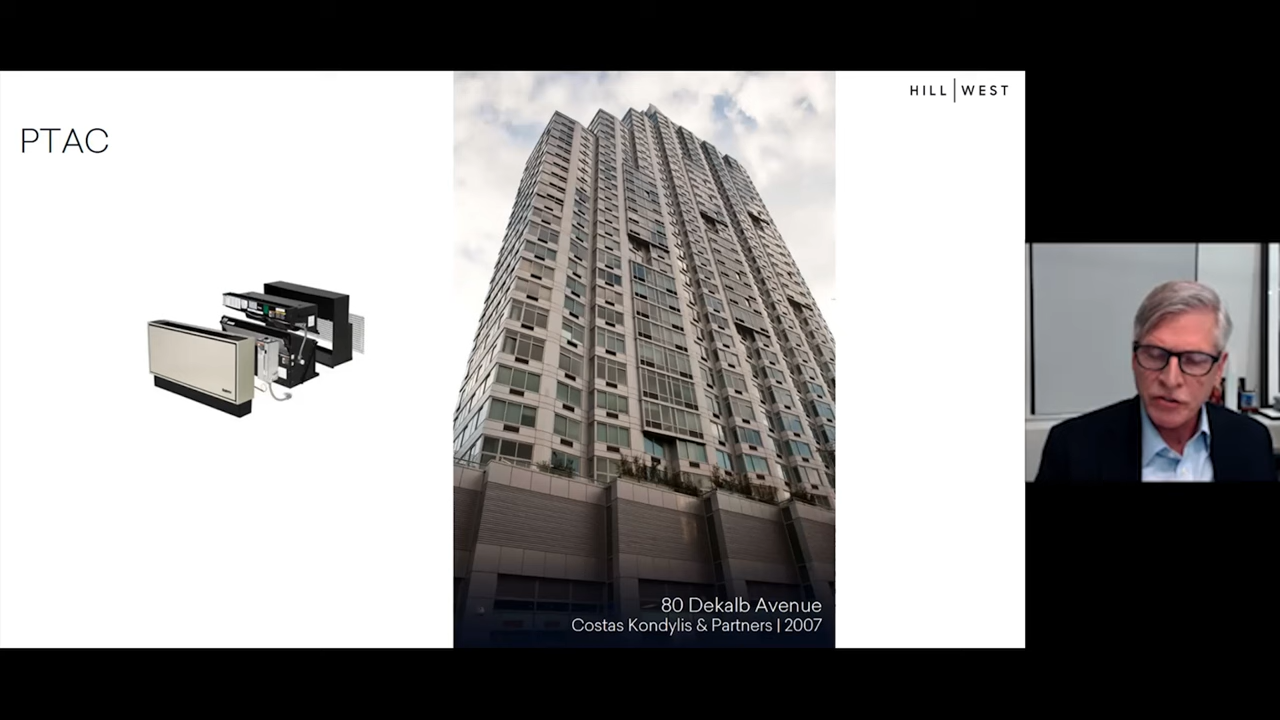 HILL | WEST
PTAC
80 Dekalb Avenue
Costas Kondylis & Partners | 2007